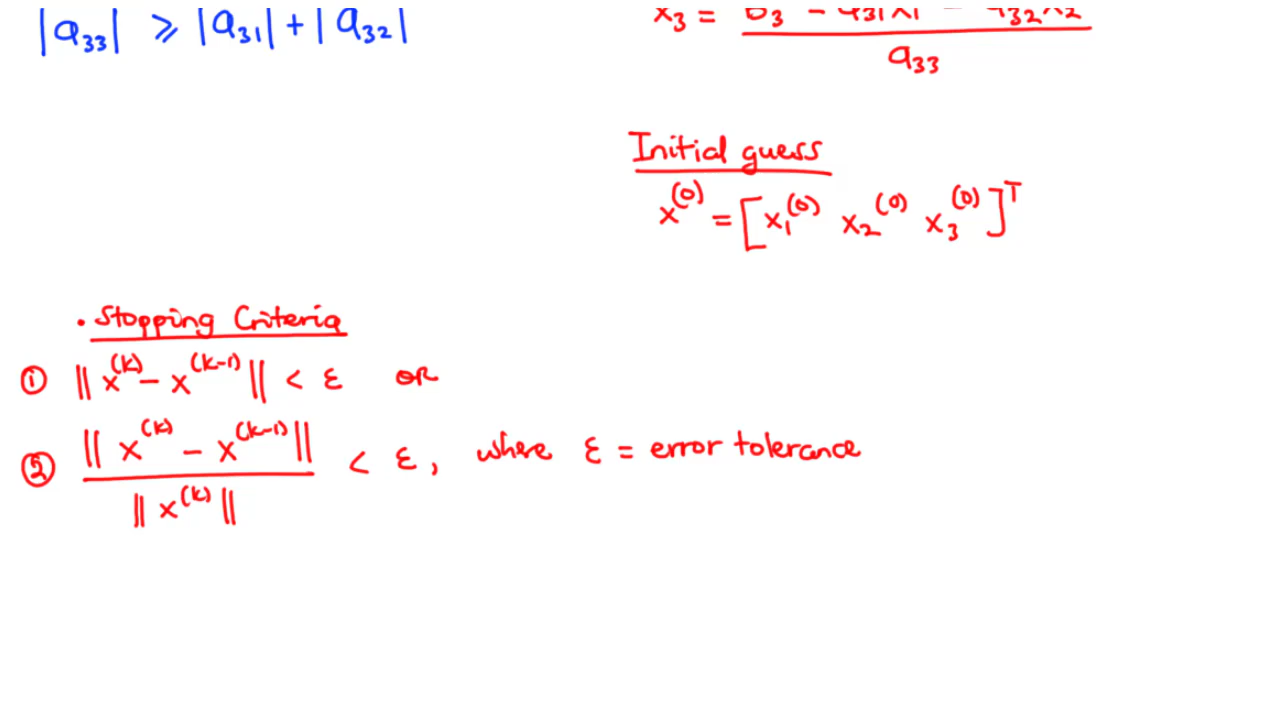 |a₃₃| ⩾ |a₃₁| + |a₃₂|
x₃ = (b₃ - a₃₁x₁ - a₃₂x₂) / a₃₃
Initial guess
x⁽⁰⁾ = [x₁⁽⁰⁾ x₂⁽⁰⁾ x₃⁽⁰⁾]ᵀ
• Stopping Criteria
① ‖x⁽ᵏ⁾ - x⁽ᵏ⁻¹⁾‖ < ε or
② ‖x⁽ᵏ⁾ - x⁽ᵏ⁻¹⁾‖ / ‖x⁽ᵏ⁾‖ < ε, where ε = error tolerance